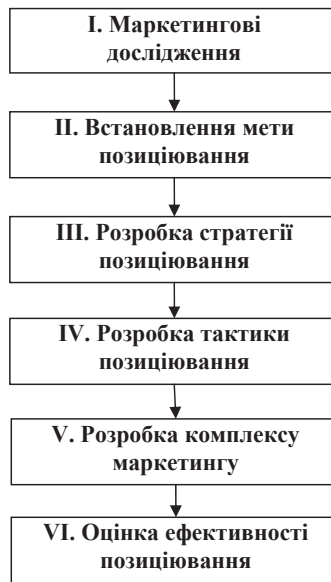 I. Маркетингові
дослідження
II. Встановлення мети
позиціювання
III. Розробка стратегії
позиціювання
IV. Розробка тактики
позиціювання
V. Розробка комплексу
маркетингу
VI. Оцінка ефективності
позиціювання